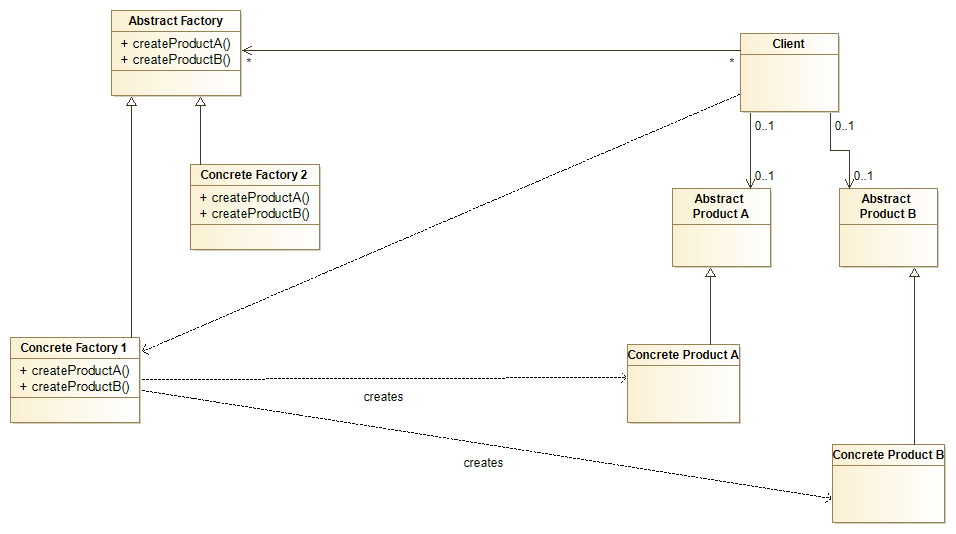 Abstract Factory
+ createProductA()
+ createProductB()
*
*
Client
0..1
0..1
0..1
0..1
Concrete Factory 2
+ createProductA()
+ createProductB()
Abstract
Product A
Abstract
Product B
Concrete Factory 1
+ createProductA()
+ createProductB()
Concrete Product A
creates
creates
Concrete Product B